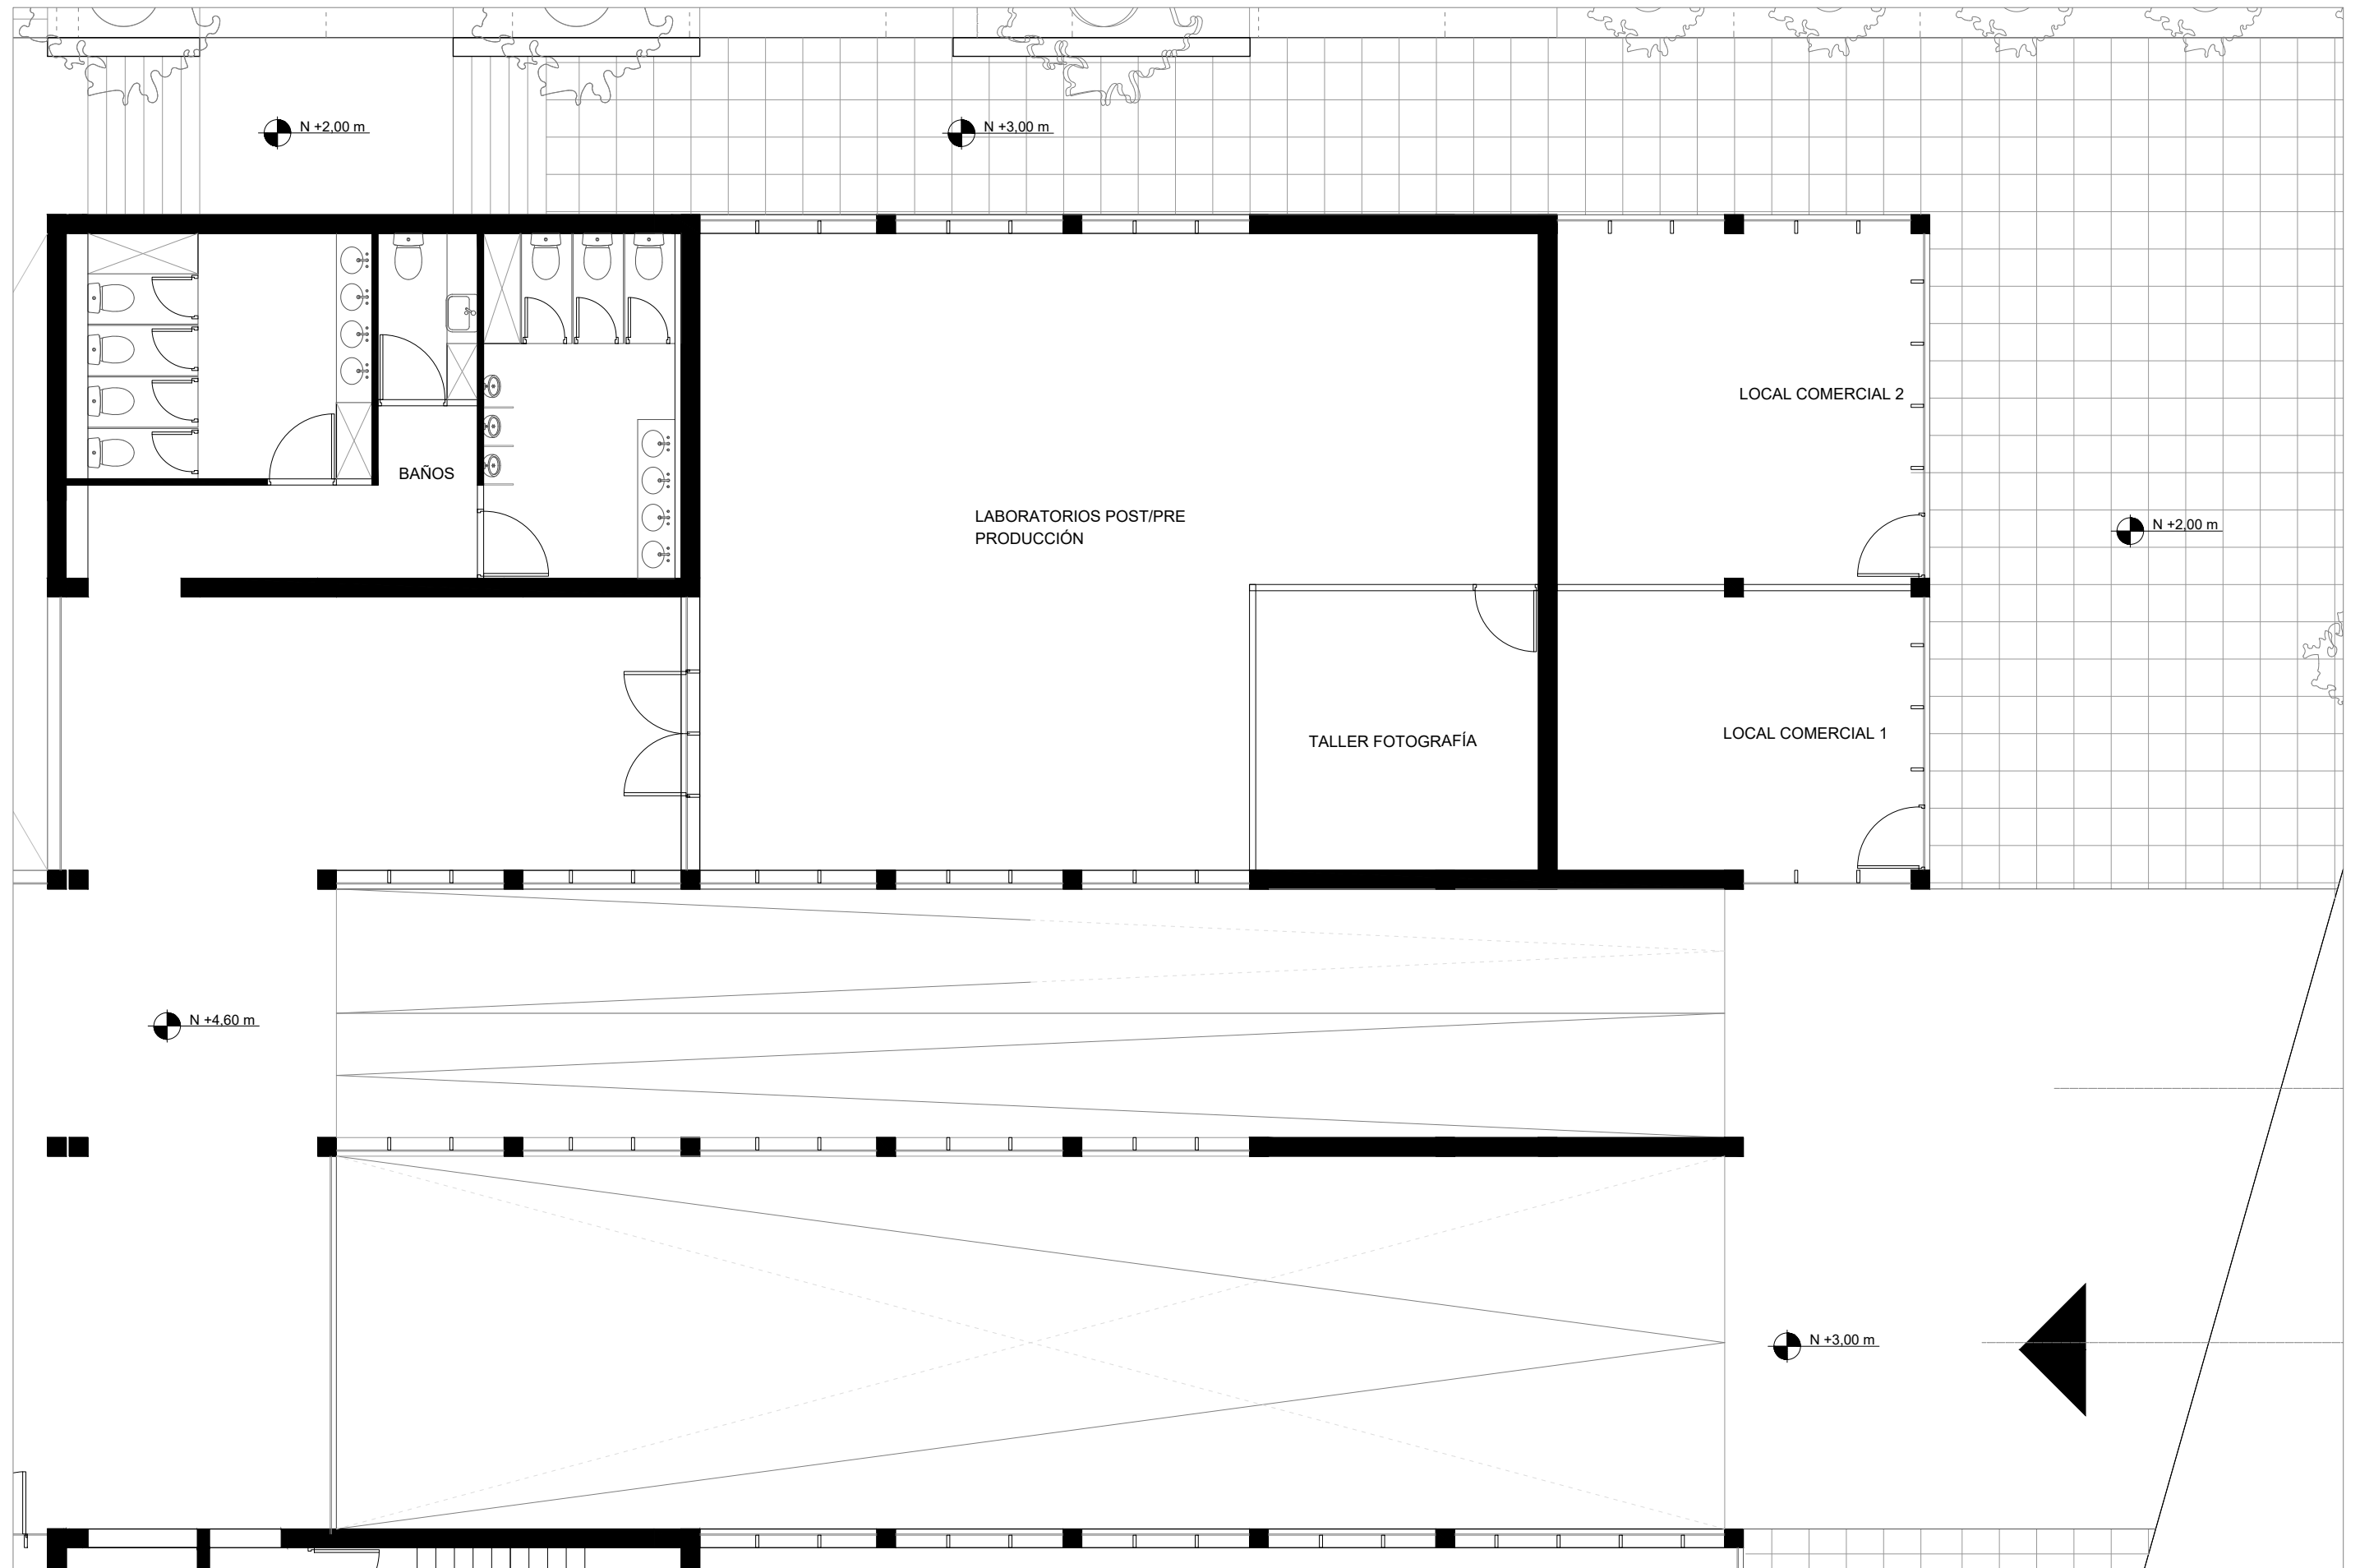 N +2,00 m
N +3,00 m
LOCAL COMERCIAL 2
BAÑOS
LABORATORIOS POST/PRE
PRODUCCIÓN
N +2,00 m
TALLER FOTOGRAFÍA
LOCAL COMERCIAL 1
N +4,60 m
N +3,00 m